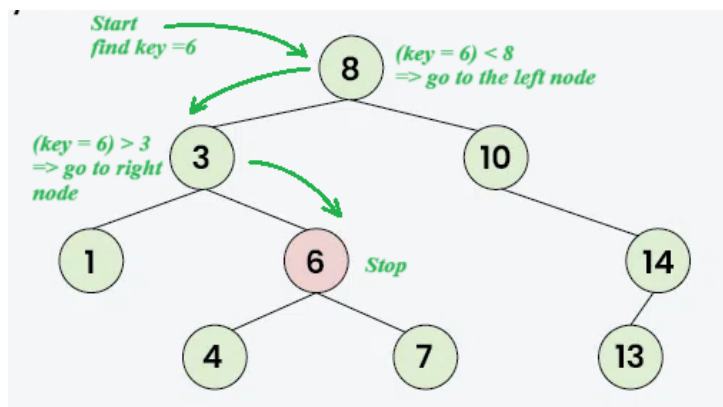 Start
find key =6
8
(key = 6) < 8
=> go to the left node
(key = 6) > 3
=> go to right
node
3
10
1
6
Stop
14
4
7
13